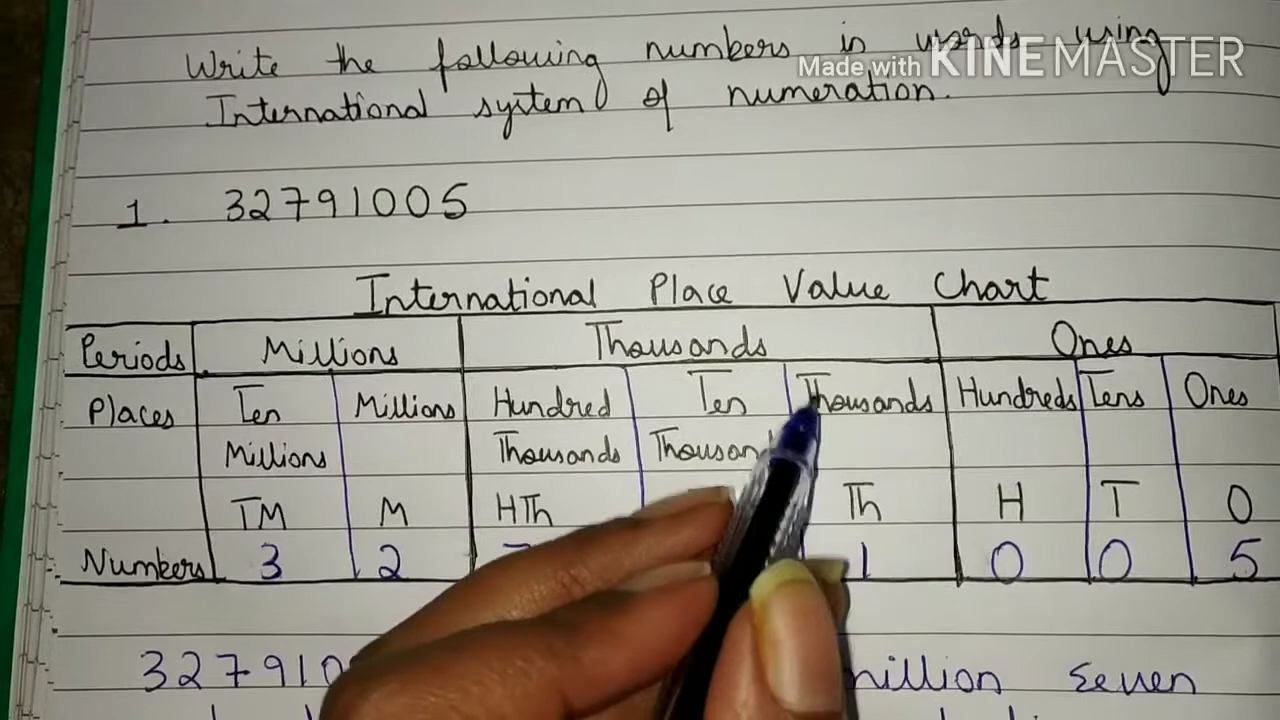 Write the following numbers in words using
Made with KINEMASTER
International system of numeration.
1. 32791005
International Place Value Chart
Periods Millions Thousands Ones
Places Ten Millions Hundred Ten Thousands Hundreds Tens Ones
Millions Thousands Thousand
TM M HTh Th H T O
Numbers 3 2 1 0 0 5
327910 million Seven